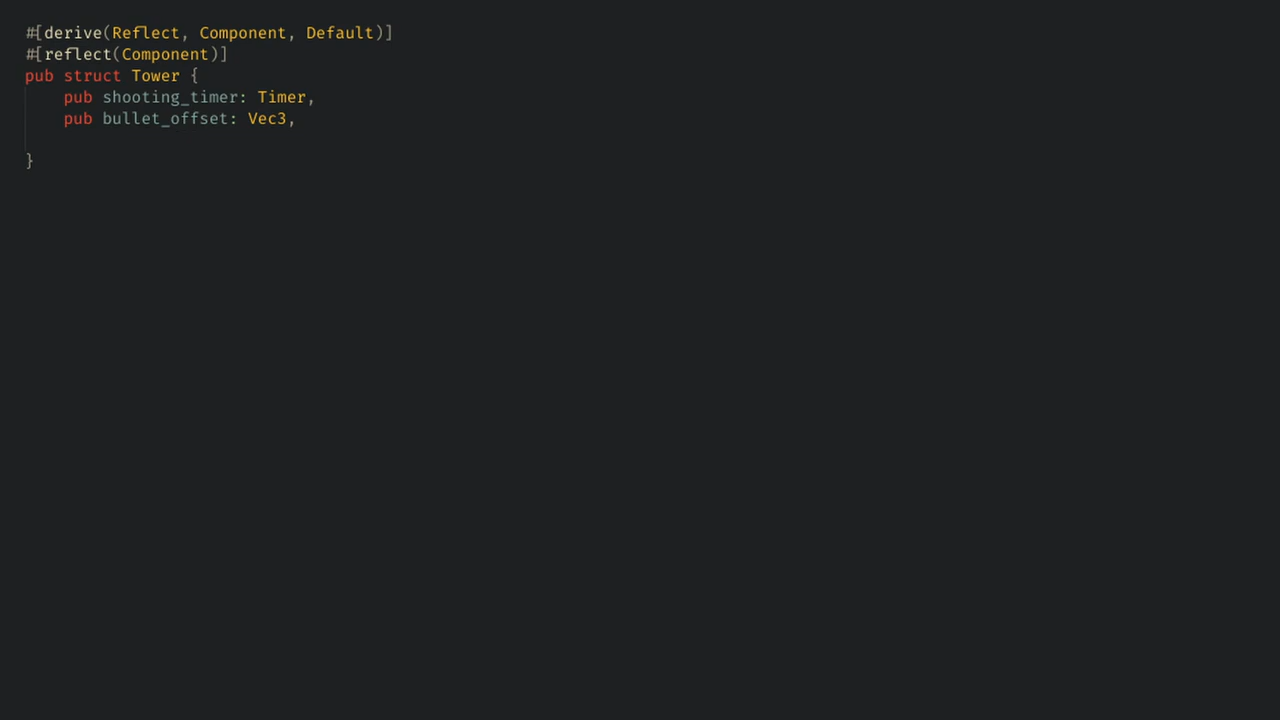 #[derive(Reflect, Component, Default)]
#[reflect(Component)]
pub struct Tower {
    pub shooting_timer: Timer,
    pub bullet_offset: Vec3,
}